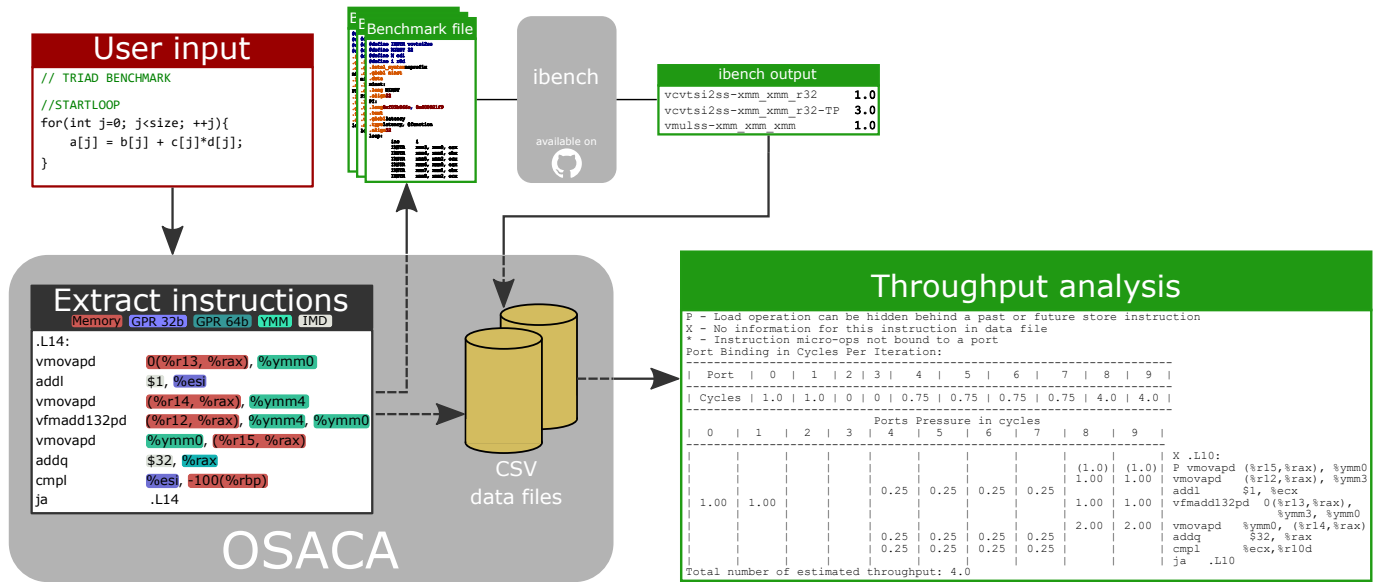 User input
// TRIAD BENCHMARK
//STARTLOOP
for(int j=0; j<size; ++j){
a[j] = b[j] + c[j]*d[j];
}
Benchmark file
ibench
available on
ibench output
vcvtsi2ss-xmm_xmm_r32 1.0
vcvtsi2ss-xmm_xmm_r32-TP 3.0
vmulss-xmm_xmm_xmm 1.0
Extract instructions
Memory GPR 32b GPR 64b YMM IMD
.L14:
vmovapd 0(%r13, %rax), %ymm0
addl $1, %esi
vmovapd (%r14, %rax), %ymm4
vfmadd132pd (%r12, %rax), %ymm4, %ymm0
vmovapd %ymm0, (%r15, %rax)
addq $32, %rax
cmpl %esi, -100(%rbp)
ja .L14
OSACA
CSV
data files
Throughput analysis
P - Load operation can be hidden behind a past or future store instruction
X - No information for this instruction in data file
* - Instruction micro-ops not bound to a port
Port Binding in Cycles Per Iteration:
| Port | 0 | 1 | 2 | 3 | 4 | 5 | 6 | 7 | 8 | 9 |
| Cycles | 1.0 | 1.0 | 0 | 0 | 0.75 | 0.75 | 0.75 | 0.75 | 4.0 | 4.0 |
Ports Pressure in cycles
| 0 | 1 | 2 | 3 | 4 | 5 | 6 | 7 | 8 | 9 |
| | | | | | | | | | | X .L10:
| | | | | | | | | (1.0) | (1.0) | P vmovapd (%r15,%rax), %ymm0
| | | | | | | | | 1.00 | 1.00 | vmovapd (%r12,%rax), %ymm3
| | | | | 0.25 | 0.25 | 0.25 | 0.25 | | | addl $1, %ecx
| 1.00 | 1.00 | | | | | | | 1.00 | 1.00 | vfmadd132pd 0(%r13,%rax),
%ymm3, %ymm0
| | | | | | | | | 2.00 | 2.00 | vmovapd %ymm0, (%r14,%rax)
| | | | | 0.25 | 0.25 | 0.25 | 0.25 | | | addq $32, %rax
| | | | | 0.25 | 0.25 | 0.25 | 0.25 | | | cmpl %ecx,%r10d
| | | | | | | | | | | ja .L10
Total number of estimated throughput: 4.0